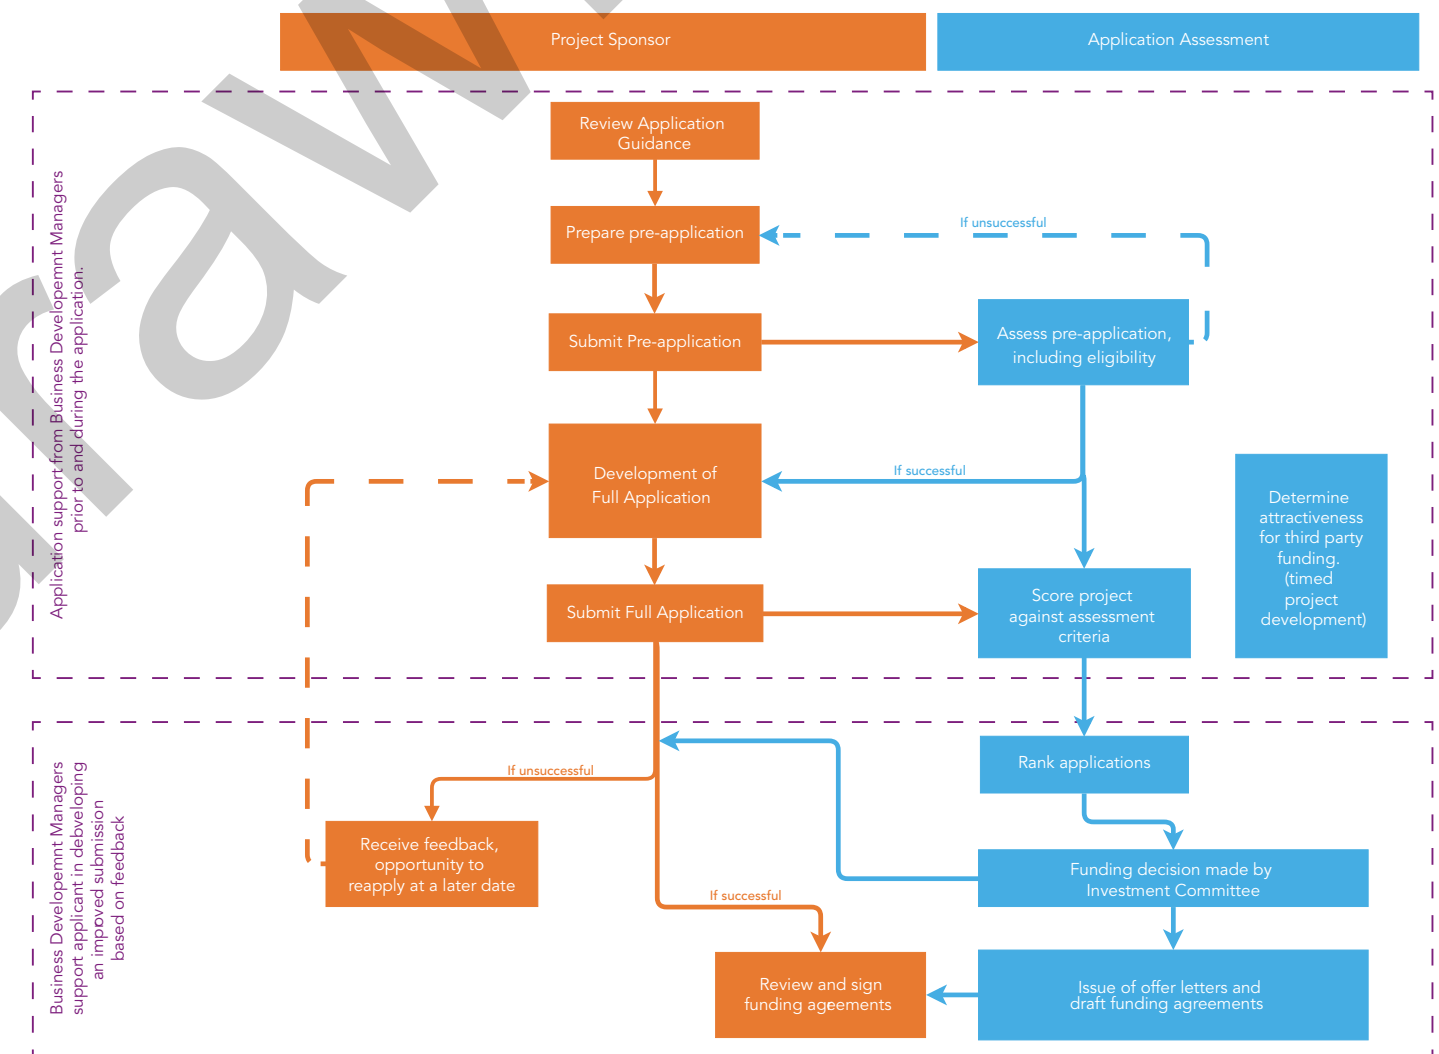 Project Sponsor
Application Assessment
Application support from Business Developemnt Managers
prior to and during the application.
Review Application
Guidance
Prepare pre-application
If unsuccessful
Submit Pre-application
Assess pre-application,
including eligibility
Development of
Full Application
If successful
Determine
attractiveness
for third party
funding.
(timed
project
development)
Submit Full Application
Score project
against assessment
criteria
Business Developemnt Managers
support applicant in debveloping
an improved submission
based on feedback
Rank applications
If unsuccessful
Receive feedback,
opportunity to
reapply at a later date
Funding decision made by
Investment Committee
If successful
Review and sign
funding agreements
Issue of offer letters and
draft funding agreements